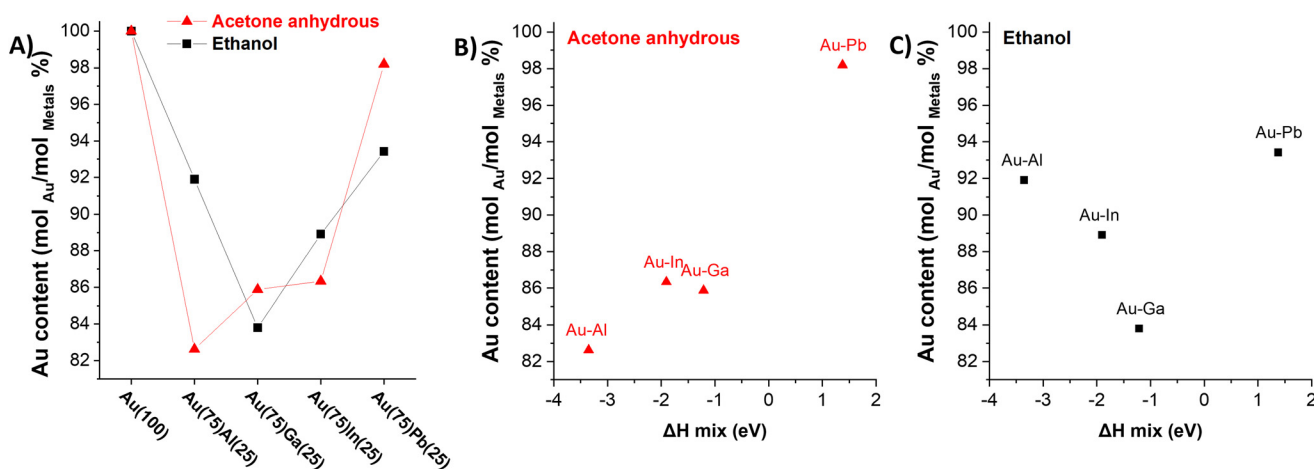 A)
Acetone anhydrous
Ethanol
Au content (mol Au/mol Metals %)
100
98
96
94
92
90
88
86
84
82
Au(100)
Au(75)Al(25)
Au(75)Ga(25)
Au(75)In(25)
Au(75)Pb(25)
B)
Acetone anhydrous
Au content (mol Au/mol Metals %)
100
98
96
94
92
90
88
86
84
82
Au-Pb
Au-In
Au-Ga
Au-Al
-4 -3 -2 -1 0 1 2
ΔH mix (eV)
C)
Ethanol
Au content (mol Au/mol Metals %)
100
98
96
94
92
90
88
86
84
82
Au-Pb
Au-Al
Au-In
Au-Ga
-4 -3 -2 -1 0 1 2
ΔH mix (eV)